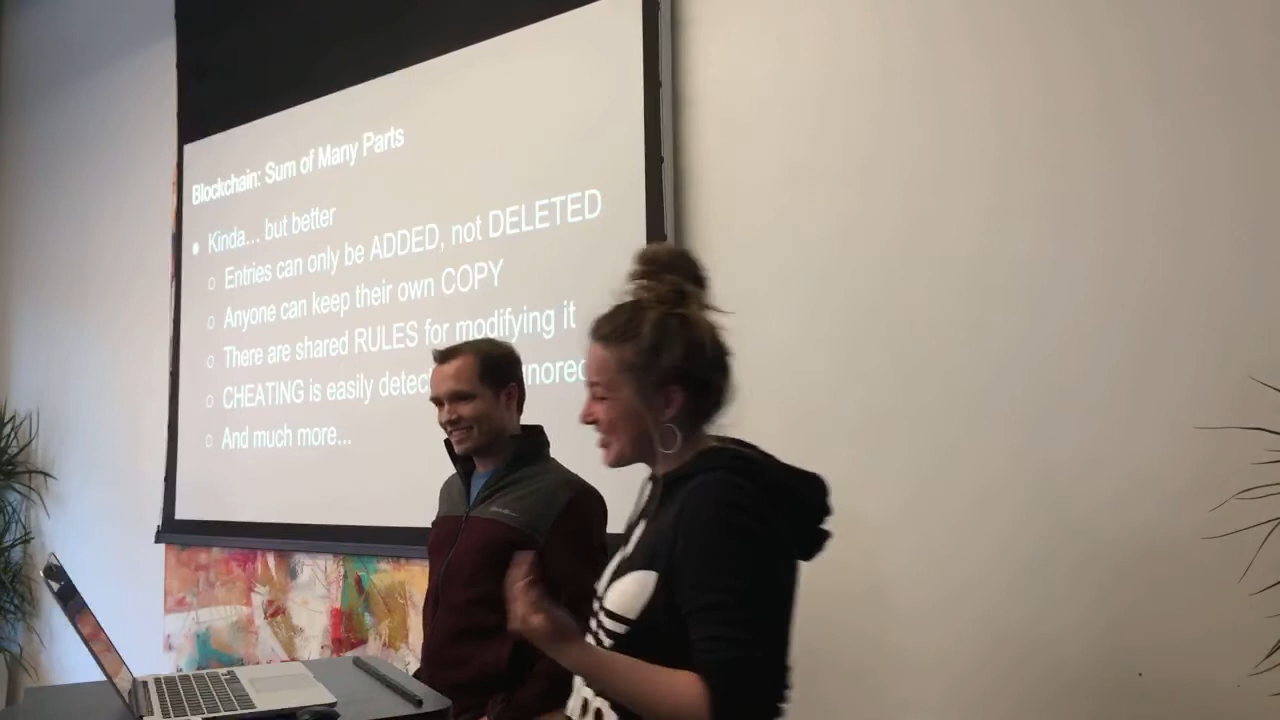 Blockchain: Sum of Many Parts
Kinda... but better
Entries can only be ADDED, not DELETED
Anyone can keep their own COPY
There are shared RULES for modifying it
CHEATING is easily
And much more...